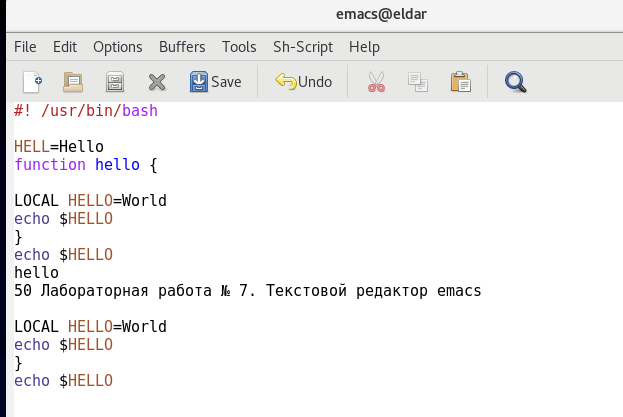 emacs@eldar
File Edit Options Buffers Tools Sh-Script Help
Save Undo
#! /usr/bin/bash
HELL=Hello
function hello {
LOCAL HELLO=World
echo $HELLO
}
echo $HELLO
hello
50 Лабораторная работа № 7. Текстовой редактор emacs
LOCAL HELLO=World
echo $HELLO
}
echo $HELLO